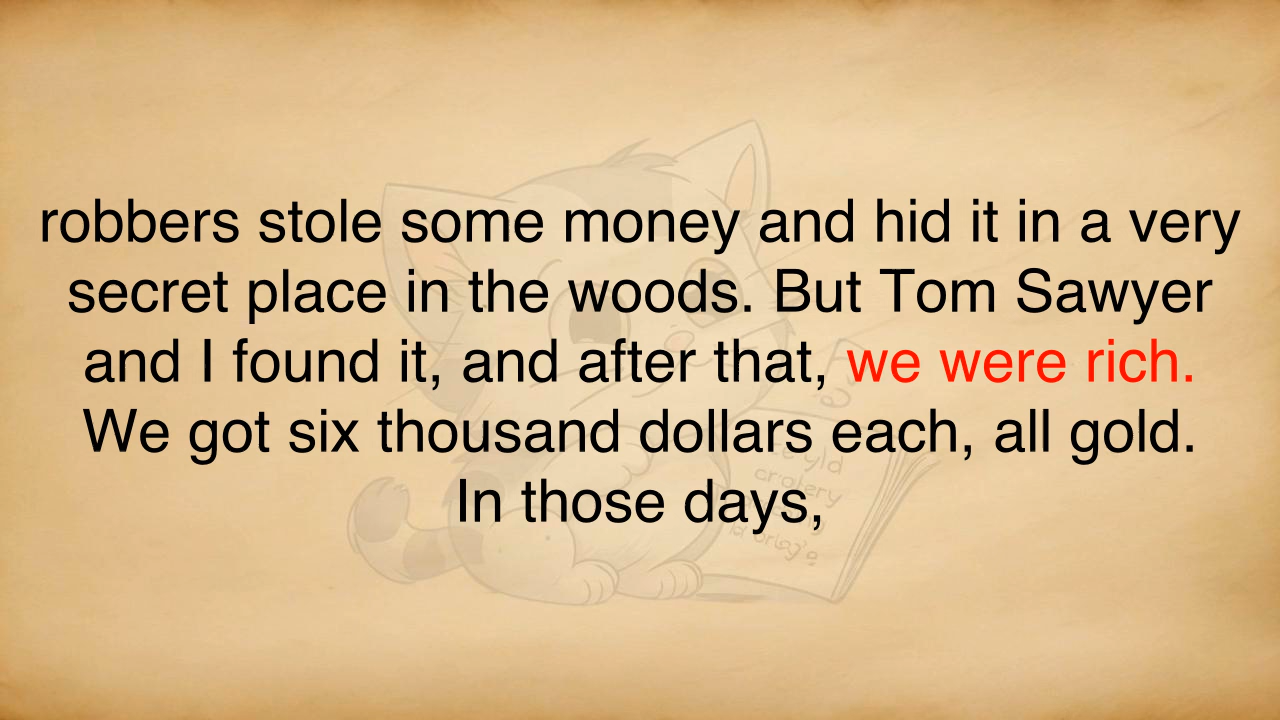 robbers stole some money and hid it in a very
secret place in the woods. But Tom Sawyer
and I found it, and after that, we were rich.
We got six thousand dollars each, all gold.
In those days,